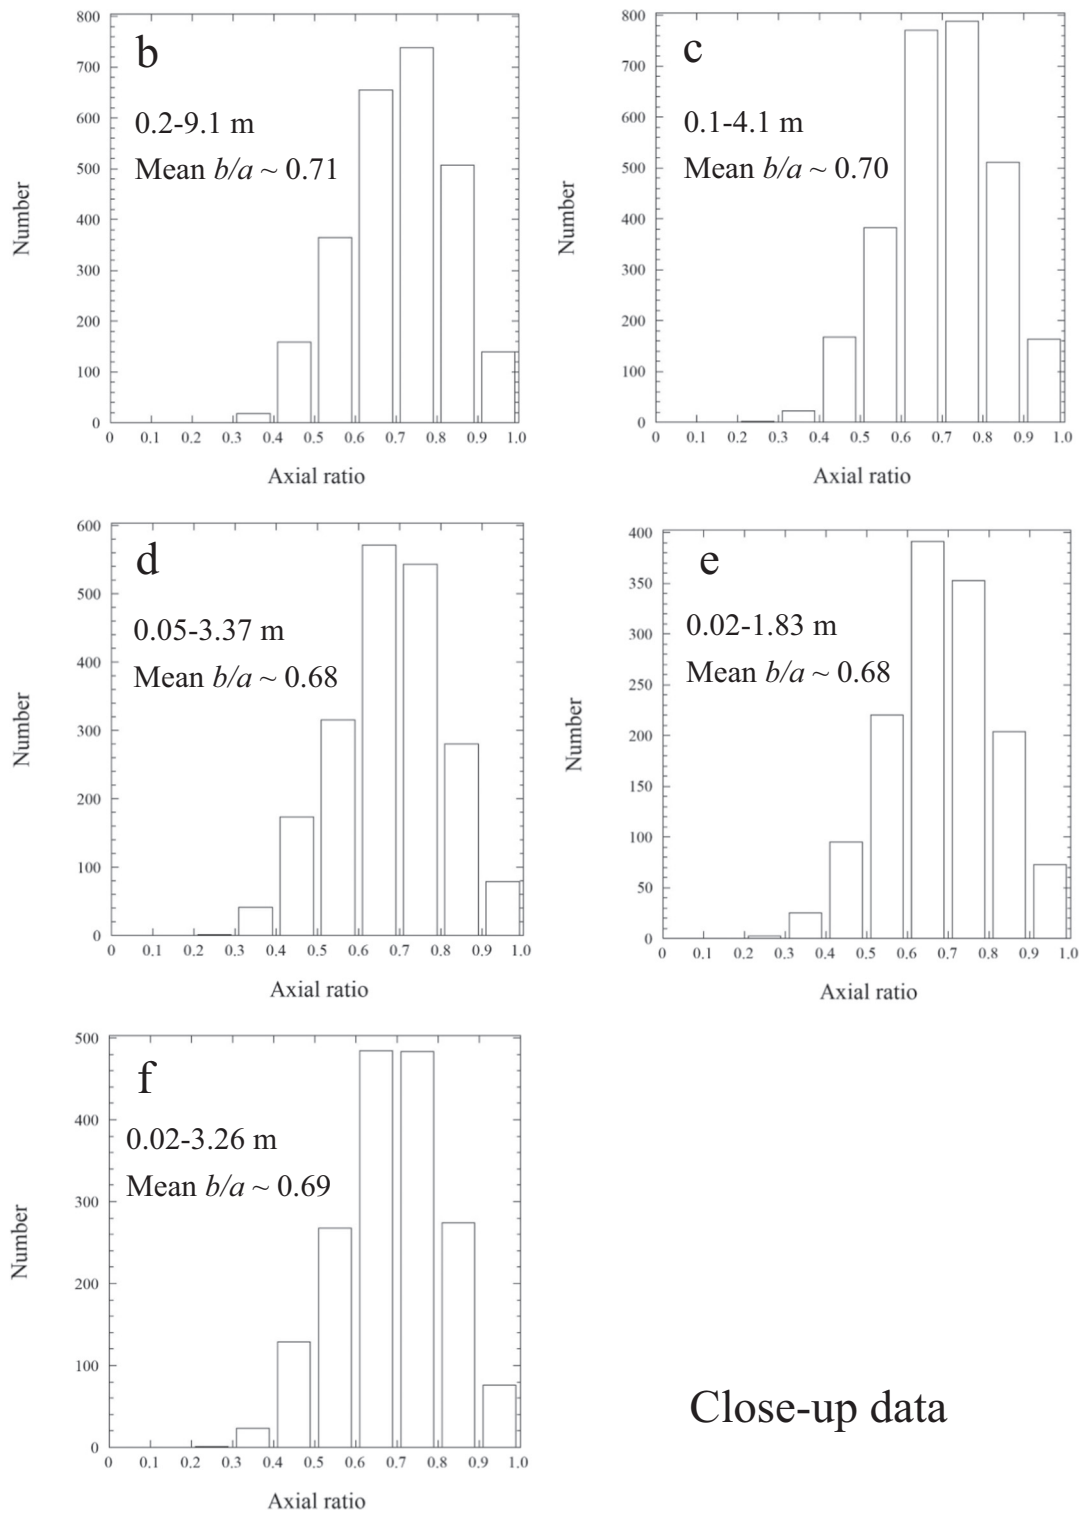 b
0.2-9.1 m
Mean b/a ~ 0.71
Number
800
700
600
500
400
300
200
100
0
0 0.1 0.2 0.3 0.4 0.5 0.6 0.7 0.8 0.9 1.0
Axial ratio
c
0.1-4.1 m
Mean b/a ~ 0.70
Number
800
700
600
500
400
300
200
100
0
0 0.1 0.2 0.3 0.4 0.5 0.6 0.7 0.8 0.9 1.0
Axial ratio
d
0.05-3.37 m
Mean b/a ~ 0.68
Number
600
500
400
300
200
100
0
0 0.1 0.2 0.3 0.4 0.5 0.6 0.7 0.8 0.9 1.0
Axial ratio
e
0.02-1.83 m
Mean b/a ~ 0.68
Number
400
350
300
250
200
150
100
50
0
0 0.1 0.2 0.3 0.4 0.5 0.6 0.7 0.8 0.9 1.0
Axial ratio
f
0.02-3.26 m
Mean b/a ~ 0.69
Number
500
400
300
200
100
0
0 0.1 0.2 0.3 0.4 0.5 0.6 0.7 0.8 0.9 1.0
Axial ratio
Close-up data